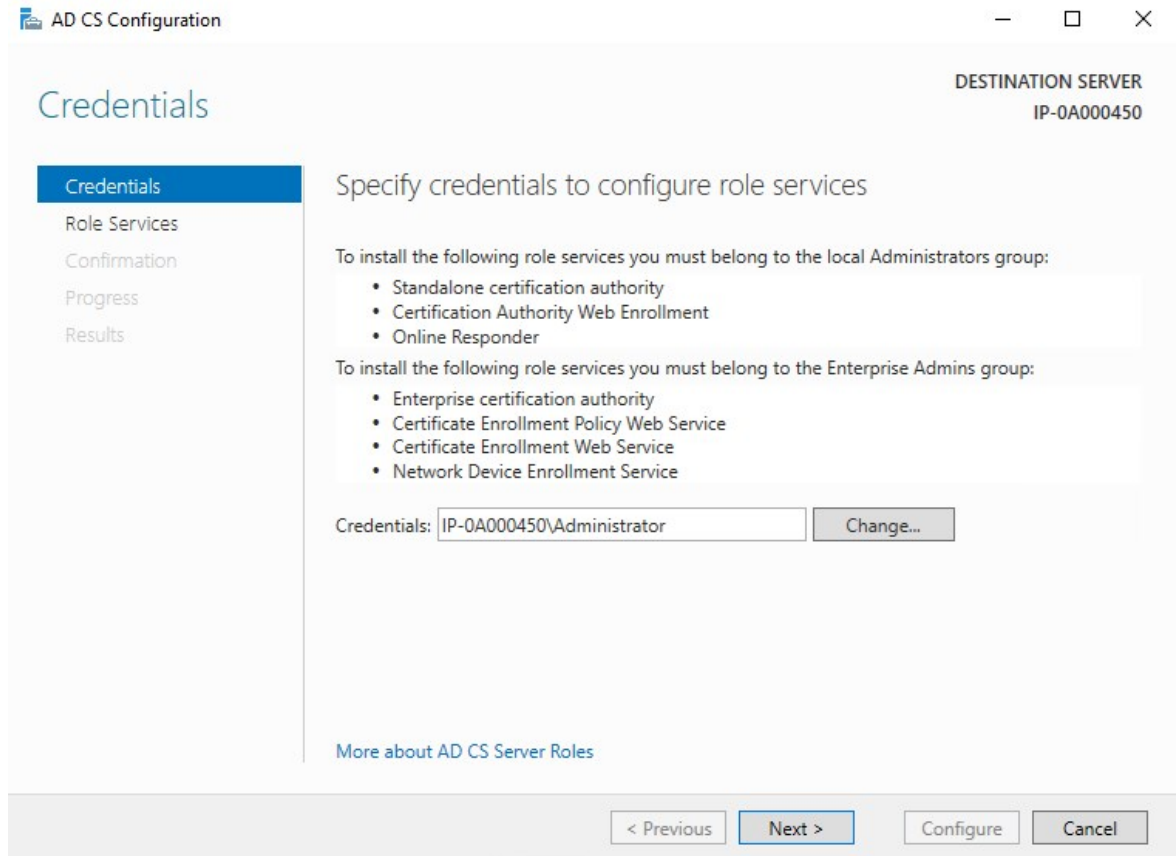 AD CS Configuration
Credentials
DESTINATION SERVER
IP-0A000450
Credentials
Role Services
Confirmation
Progress
Results
Specify credentials to configure role services
To install the following role services you must belong to the local Administrators group:
• Standalone certification authority
• Certification Authority Web Enrollment
• Online Responder
To install the following role services you must belong to the Enterprise Admins group:
• Enterprise certification authority
• Certificate Enrollment Policy Web Service
• Certificate Enrollment Web Service
• Network Device Enrollment Service
Credentials: IP-0A000450\Administrator Change...
More about AD CS Server Roles
< Previous Next > Configure Cancel